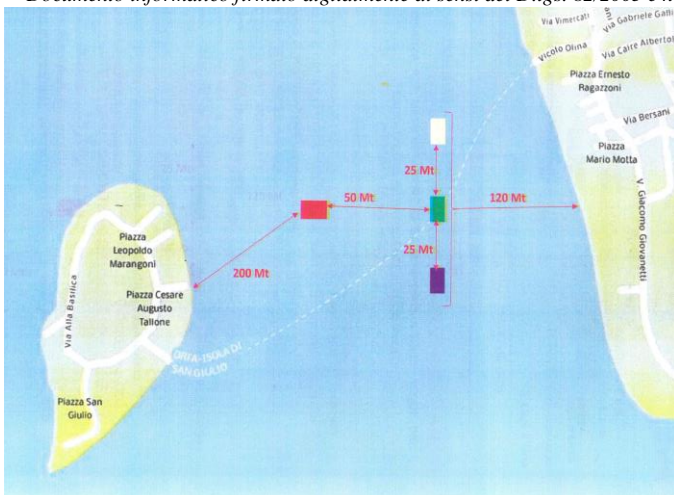 Documento informatico firmato digitalmente ai sensi del D.lgs. 82/2005
Via Vimercati
Via Gabriele Galli
Vicolo Olina
Via Caire Albertol
Piazza Ernesto
Ragazzoni
Via Bersani
Piazza
Mario Motta
V. Giacomo Giovanetti
25 Mt
50 Mt
120 Mt
25 Mt
200 Mt
Piazza
Leopoldo
Marangoni
Via Alla Basilica
Piazza Cesare
Augusto
Tallone
ORTA-ISOLA DI
SAN GIULIO
Piazza San
Giulio